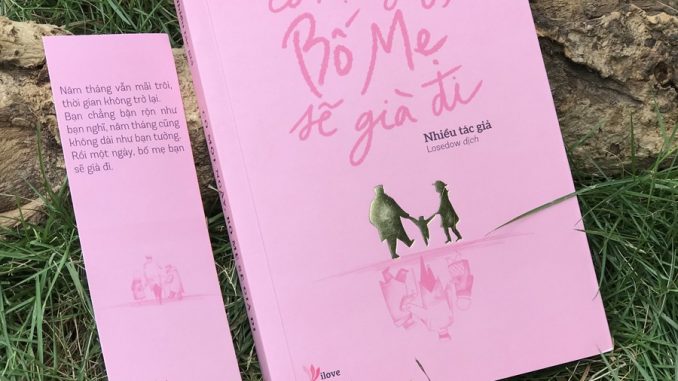 Năm tháng vẫn mãi trôi,
thời gian không trở lại.
Bạn chẳng bận rộn như
bạn nghĩ, năm tháng cũng
không dài như bạn tưởng.
Rồi một ngày, bố mẹ bạn
sẽ già đi.
Bố Mẹ
sẽ già đi
Nhiều tác giả
Losedow dịch
ilove